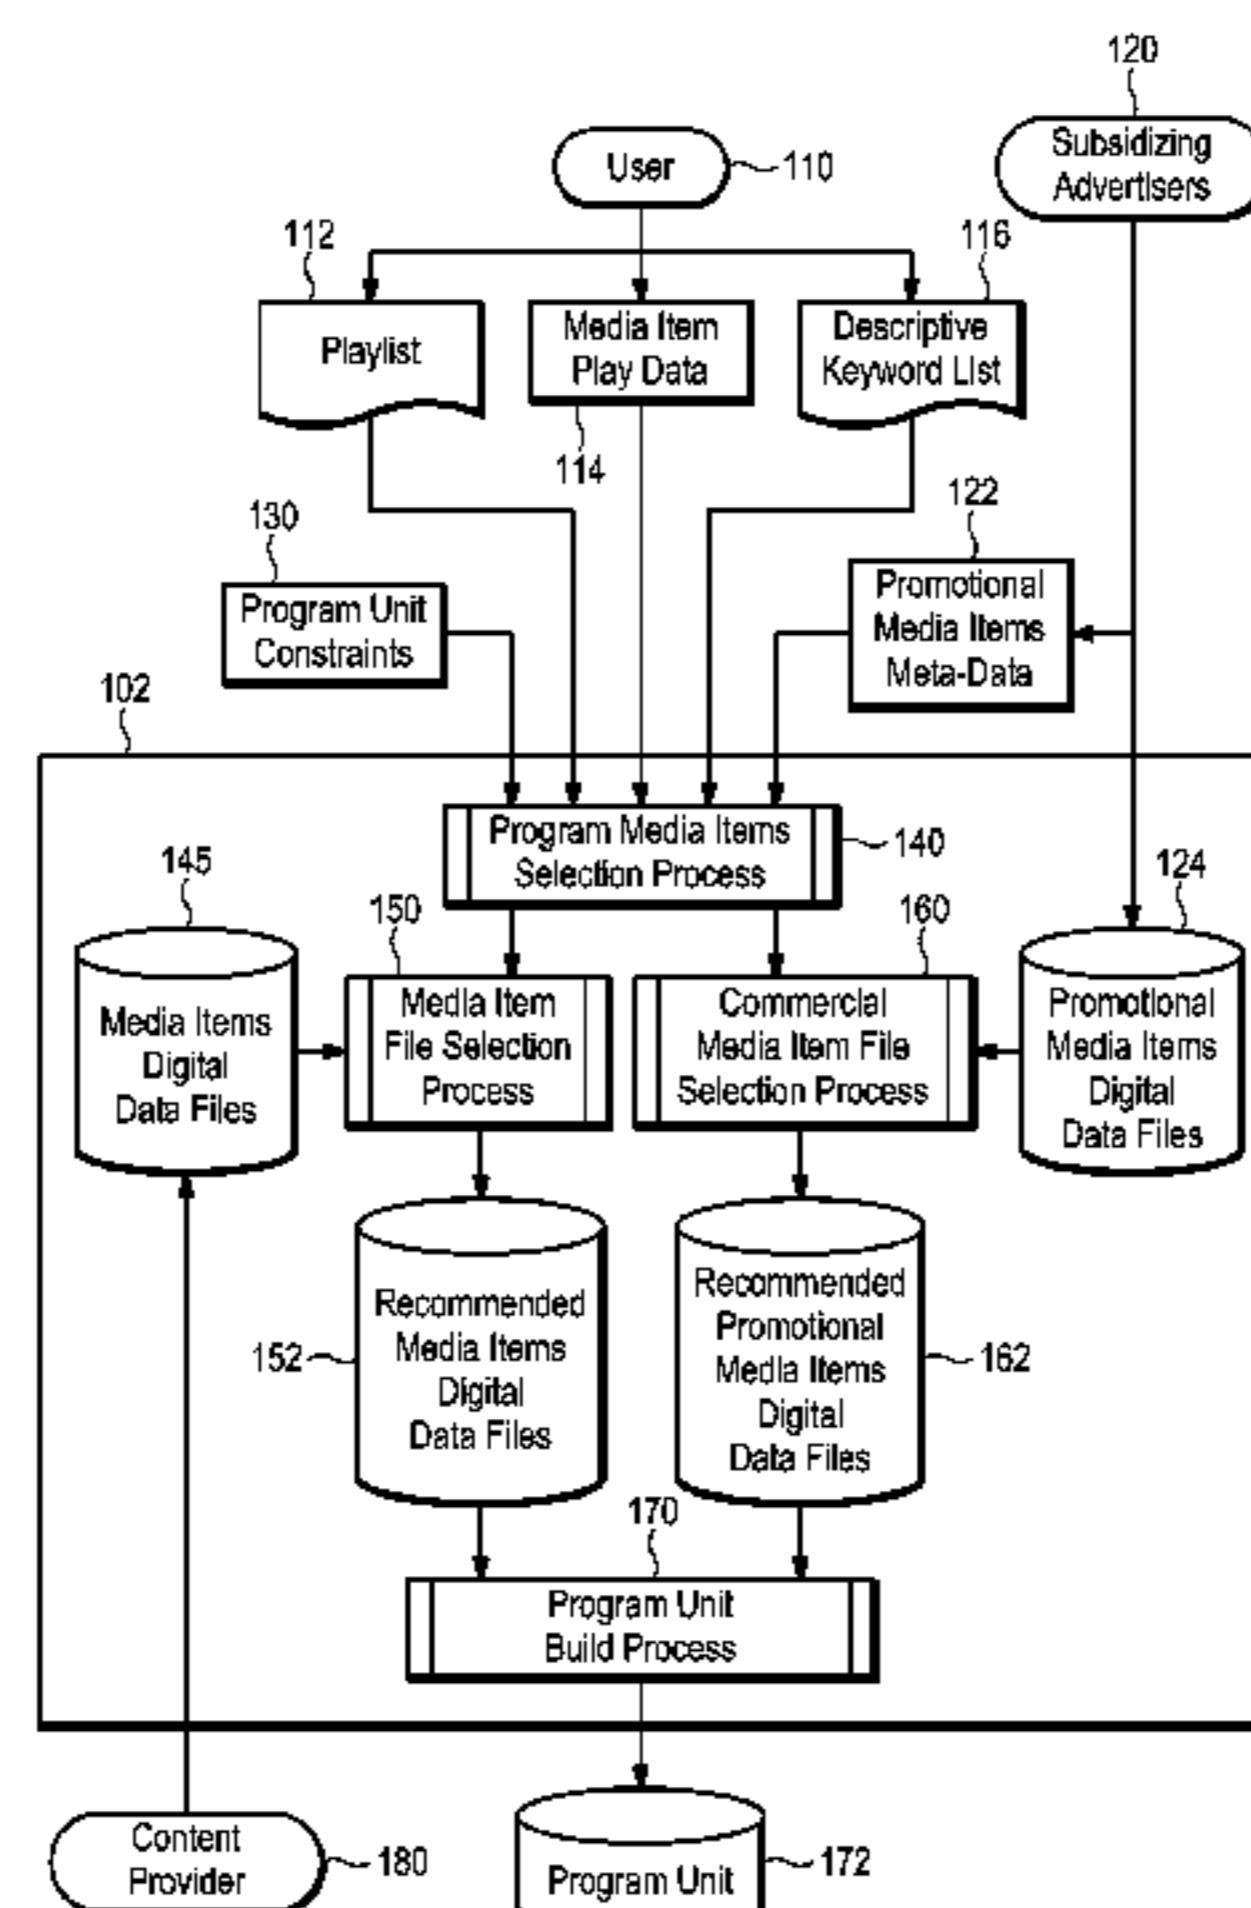 120
Subsidizing
Advertisers
User
110
112
116
Playlist
Media Item
Play Data
Descriptive
Keyword List
114
122
130
Promotional
Media Items
Meta-Data
Program Unit
Constraints
102
Program Media Items
Selection Process
140
145
124
150
160
Media Items
Digital
Data Files
Media Item
File Selection
Process
Commercial
Media Item File
Selection Process
Promotional
Media Items
Digital
Data Files
152
Recommended
Media Items
Digital
Data Files
Recommended
Promotional
Media Items
Digital
Data Files
162
170
Program Unit
Build Process
Content
Provider
180
Program Unit
172